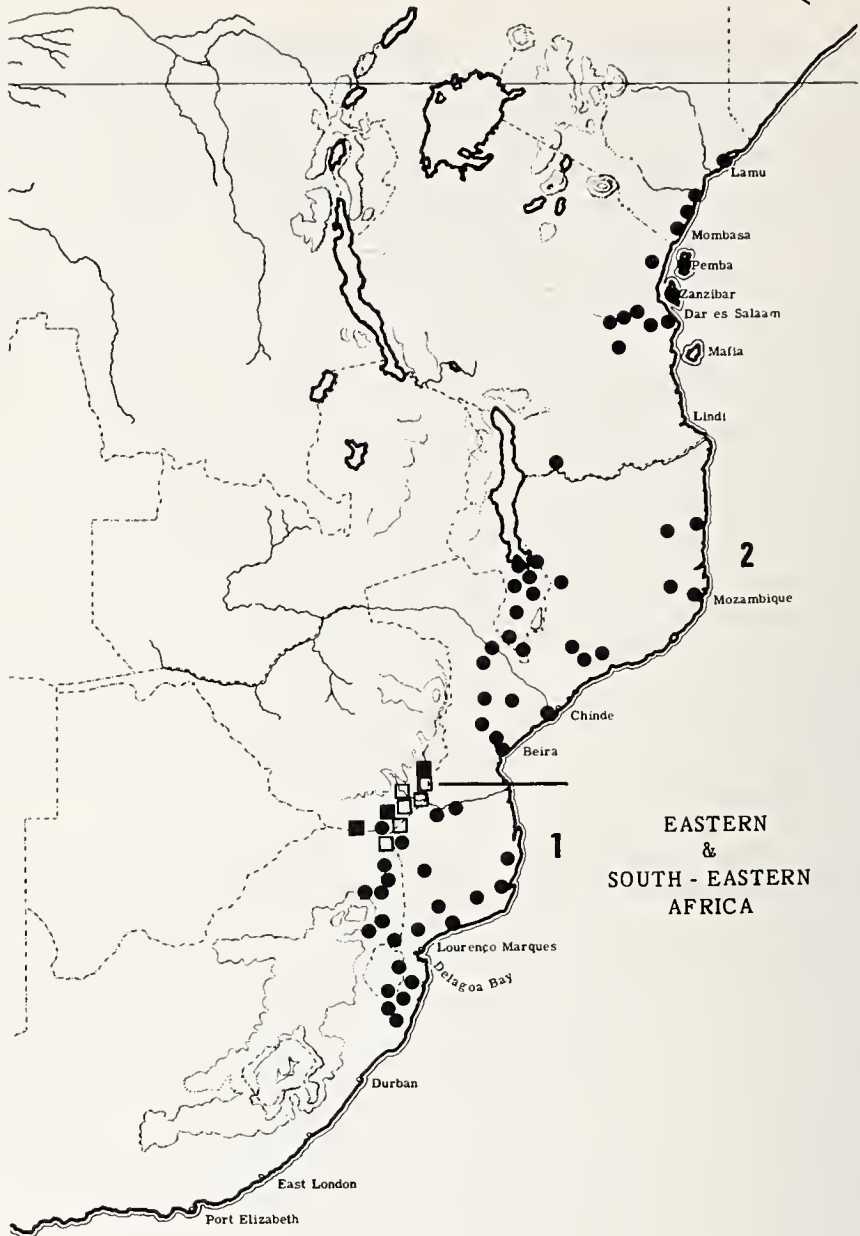 Lamu
Mombasa
Pemba
Zanzibar
Dar es Salaam
Mafia
Lindi
2
Mozambique
Chinde
Beira
1
EASTERN
&
SOUTH - EASTERN
AFRICA
Lourenço Marques
Delagoa Bay
Durban
East London
Port Elizabeth